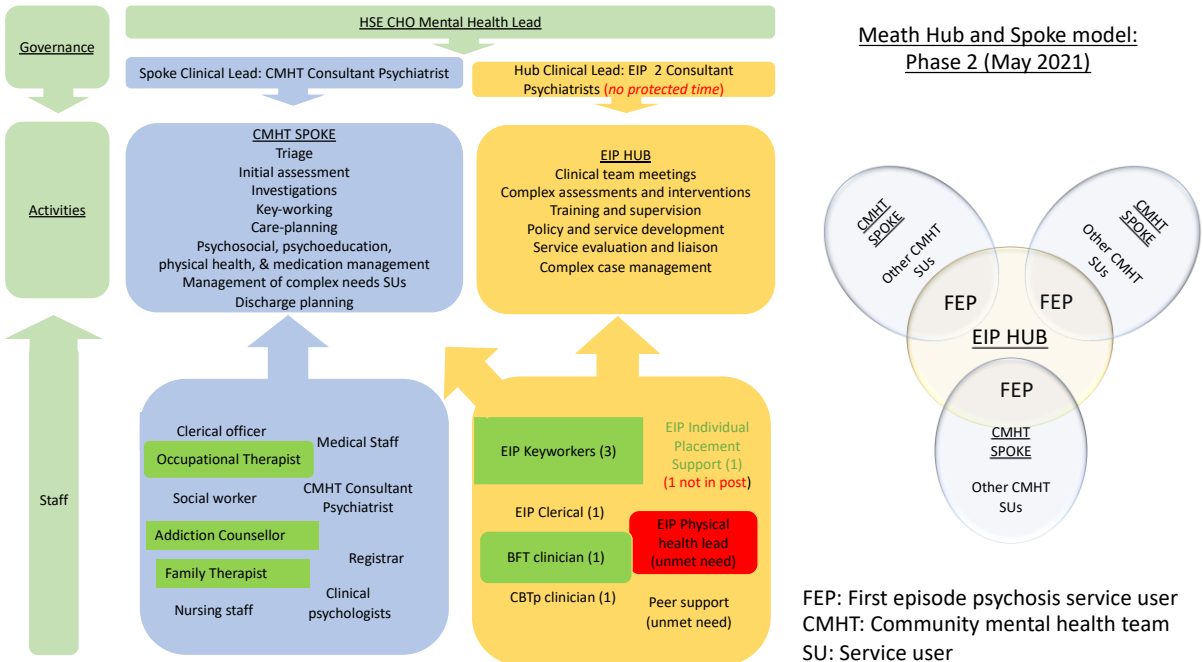 HSE CHO Mental Health Lead
Governance
Spoke Clinical Lead: CMHT Consultant Psychiatrist
Hub Clinical Lead: EIP 2 Consultant
Psychiatrists (no protected time)
Meath Hub and Spoke model:
Phase 2 (May 2021)
Activities
CMHT SPOKE
Triage
Initial assessment
Investigations
Key-working
Care-planning
Psychosocial, psychoeducation,
physical health, & medication management
Management of complex needs SUs
Discharge planning
EIP HUB
Clinical team meetings
Complex assessments and interventions
Training and supervision
Policy and service development
Service evaluation and liaison
Complex case management
Staff
Clerical officer
Medical Staff
Occupational Therapist
Social worker
CMHT Consultant
Psychiatrist
Addiction Counsellor
Registrar
Family Therapist
Nursing staff
Clinical
psychologists
EIP Keyworkers (3)
EIP Individual
Placement
Support (1)
(1 not in post)
EIP Clerical (1)
EIP Physical
health lead
(unmet need)
BFT clinician (1)
CBTp clinician (1)
Peer support
(unmet need)
CMHT
SPOKE
Other CMHT
SUs
FEP
CMHT
SPOKE
Other CMHT
SUs
FEP
EIP HUB
FEP
CMHT
SPOKE
Other CMHT
SUs
FEP: First episode psychosis service user
CMHT: Community mental health team
SU: Service user